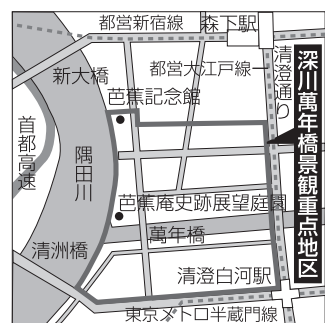 都営新宿線
森下駅
新大橋
都営大江戸線
清澄通り
芭蕉記念館
深川萬年橋景観重点地区
首都高速
隅田川
芭蕉庵史跡展望庭園
萬年橋
清洲橋
清澄白河駅
東京メトロ半蔵門線